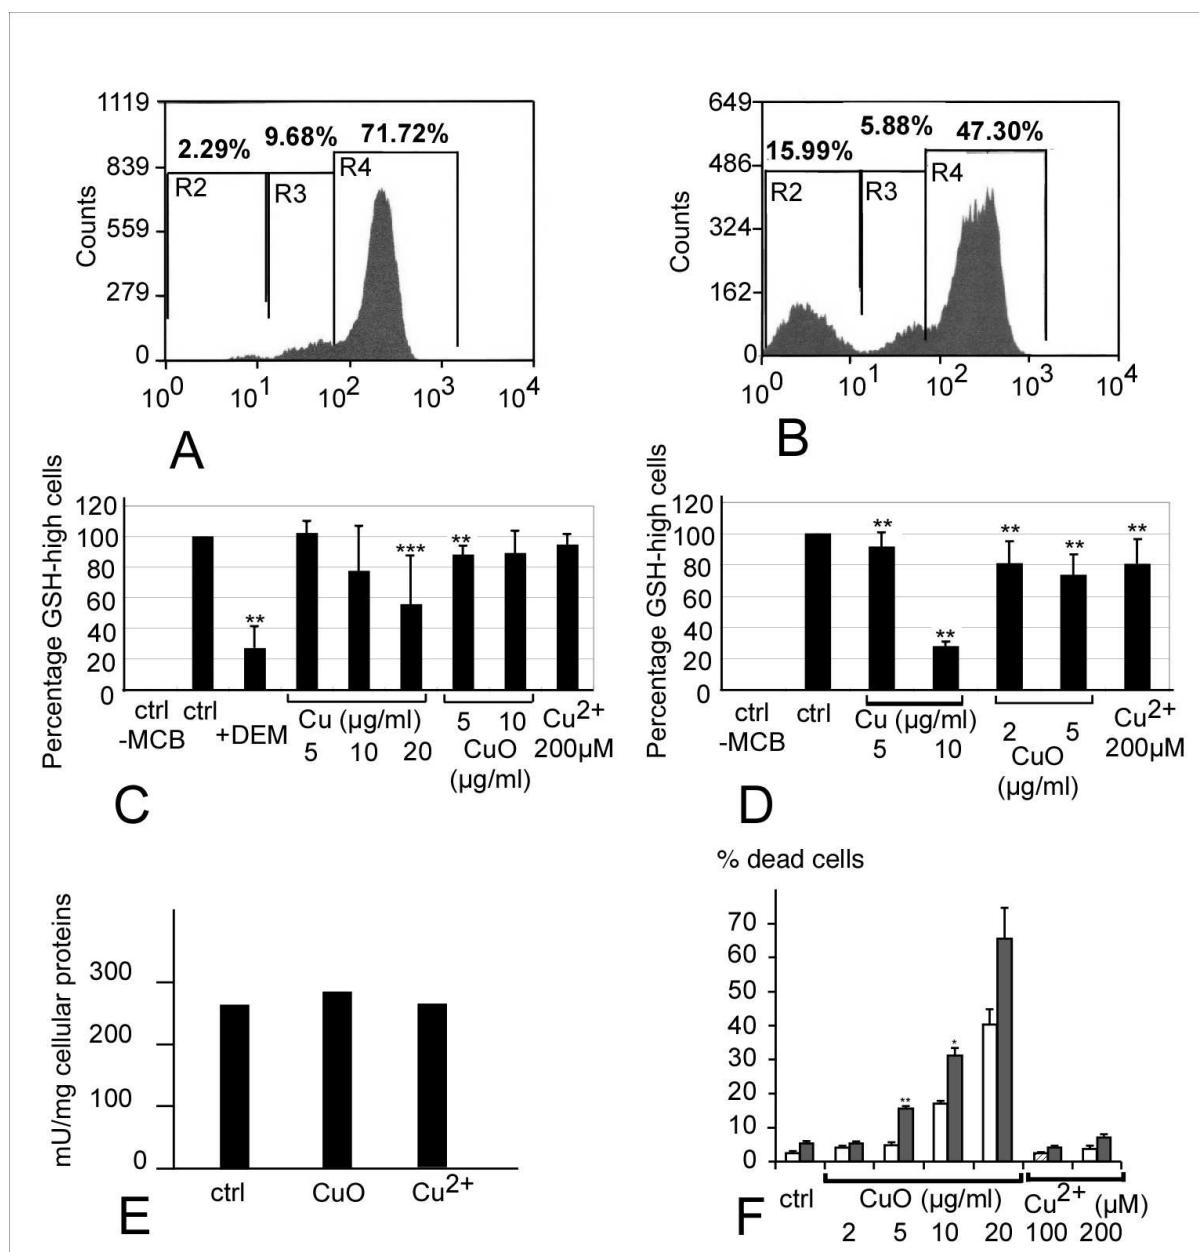 1119
839
559
279
0
Counts
2.29%
9.68%
71.72%
R2
R3
R4
10^0 10^1 10^2 10^3 10^4
A
649
486
324
162
0
Counts
15.99%
5.88%
47.30%
R2
R3
R4
10^0 10^1 10^2 10^3 10^4
B
Percentage GSH-high cells
120
100
80
60
40
20
0
** *** **
ctrl -MCB
ctrl
+DEM
Cu (µg/ml)
5 10 20
5 10
CuO
(µg/ml)
Cu2+
200µM
C
Percentage GSH-high cells
120
100
80
60
40
20
0
** ** ** ** **
ctrl
-MCB
ctrl
Cu (µg/ml)
5 10
2 5
CuO
(µg/ml)
Cu2+
200µM
D
mU/mg cellular proteins
300
200
100
0
ctrl CuO Cu2+
E
% dead cells
70
60
50
40
30
20
10
0
** *
ctrl CuO (µg/ml) Cu2+ (µM)
2 5 10 20 100 200
F